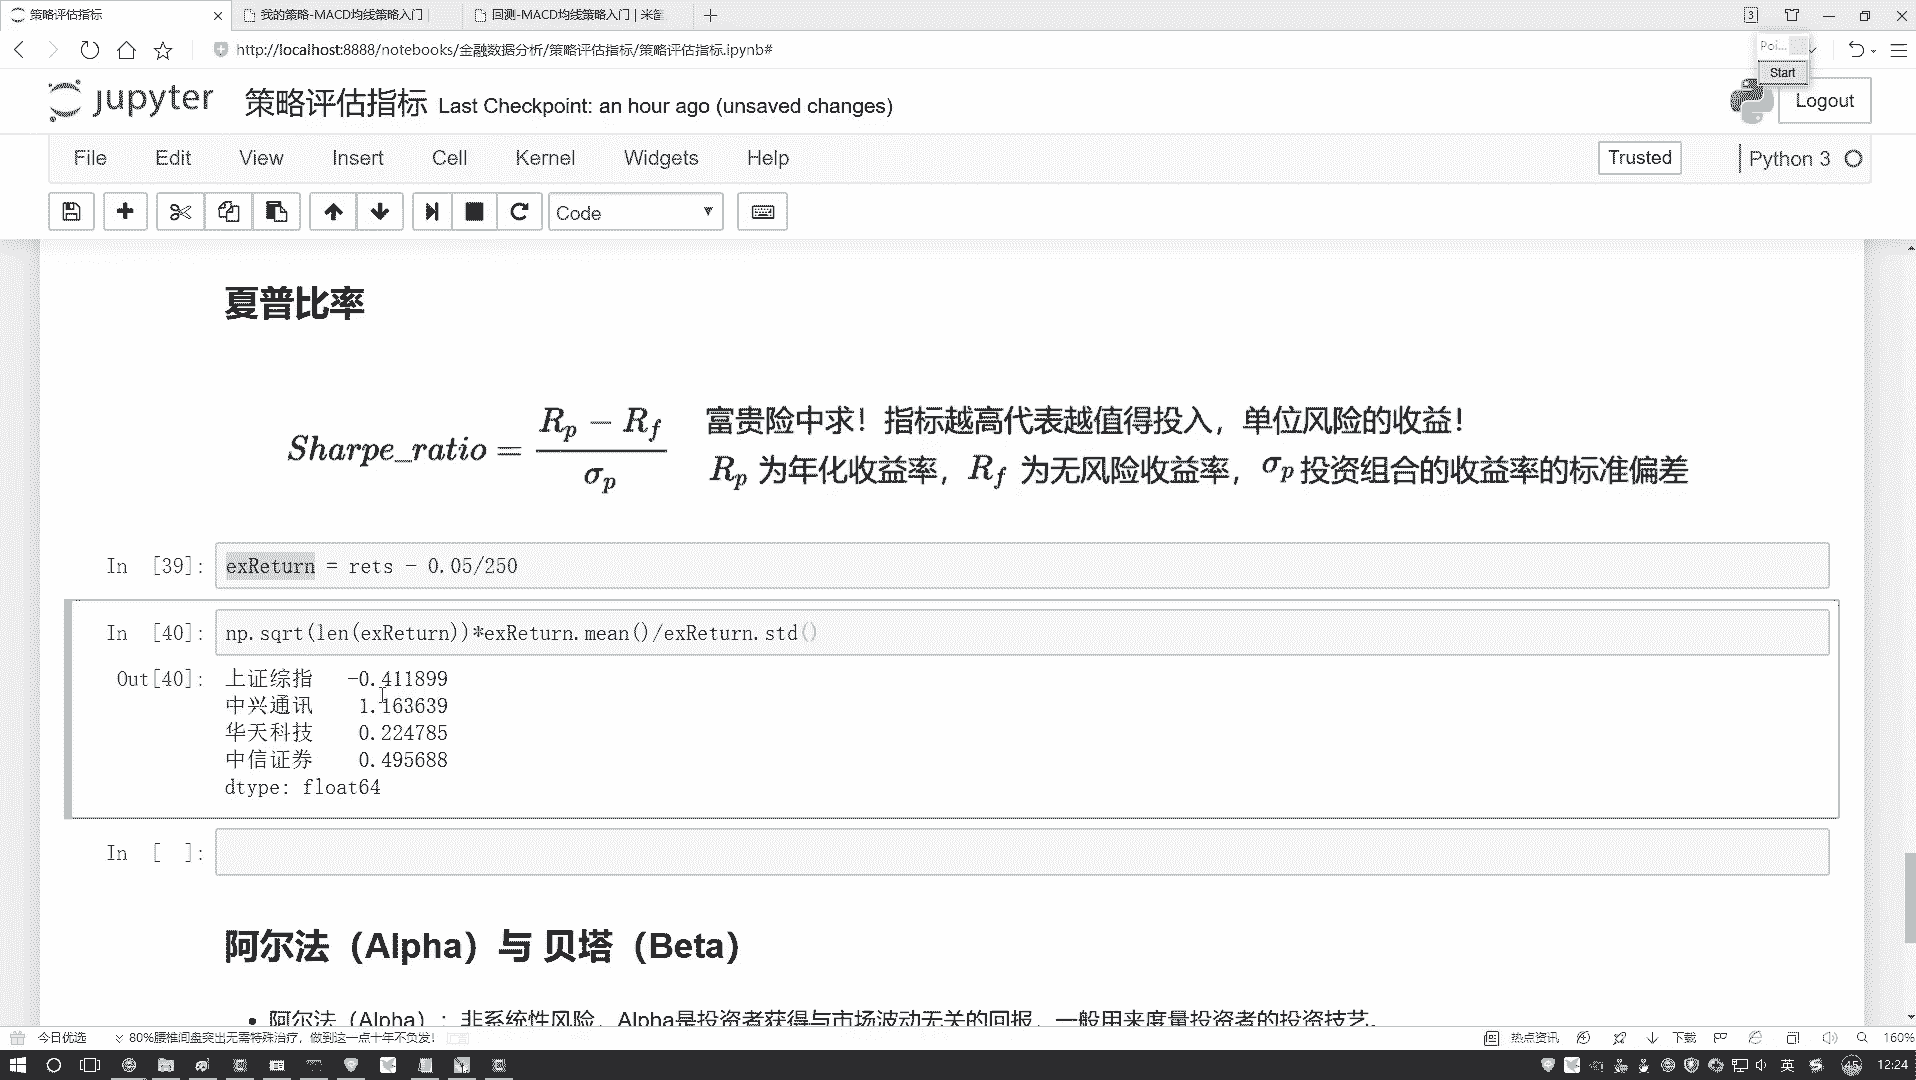 策略评估指标
我的策略-MACD均线策略入门
回测-MACD均线策略入门 | 米筐
3
http://localhost:8888/notebooks/金融数据分析/策略评估指标/策略评估指标.ipynb#
Poi...
Start
jupyter 策略评估指标 Last Checkpoint: an hour ago (unsaved changes)
Logout
File Edit View Insert Cell Kernel Widgets Help
Trusted
Python 3
Code
夏普比率
Sharpe_ratio = \frac{R_p - R_f}{σ_p}
富贵险中求！指标越高代表越值得投入，单位风险的收益！
R_p 为年化收益率，R_f 为无风险收益率，σ_p 投资组合的收益率的标准偏差
In [39]: exReturn = rets - 0.05/250
In [40]: np.sqrt(len(exReturn))*exReturn.mean()/exReturn.std()
Out[40]: 上证综指 -0.411899
中兴通讯 1.163639
华天科技 0.224785
中信证券 0.495688
dtype: float64
In [ ]:
阿尔法（Alpha）与 贝塔（Beta）
• 阿尔法（Alpha）：非系统性风险，Alpha是投资者获得与市场波动无关的回报，一般用来度量投资者的投资技艺。
今日优选
80%腰椎间盘突出无需特殊治疗，做到这一点十年不负发！
热点资讯
下载
160%
英
45
12:24